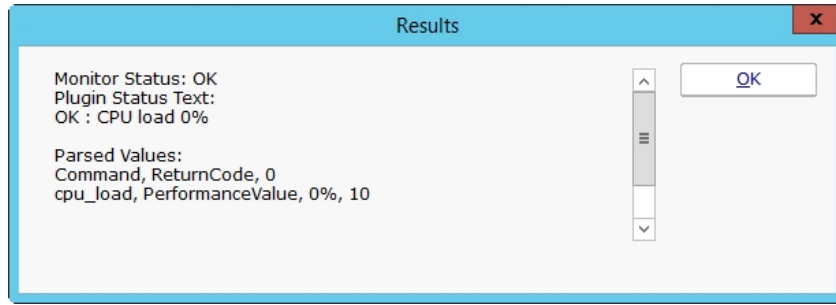 Results
x
Monitor Status: OK
Plugin Status Text:
OK : CPU load 0%
Parsed Values:
Command, ReturnCode, 0
cpu_load, PerformanceValue, 0%, 10
OK